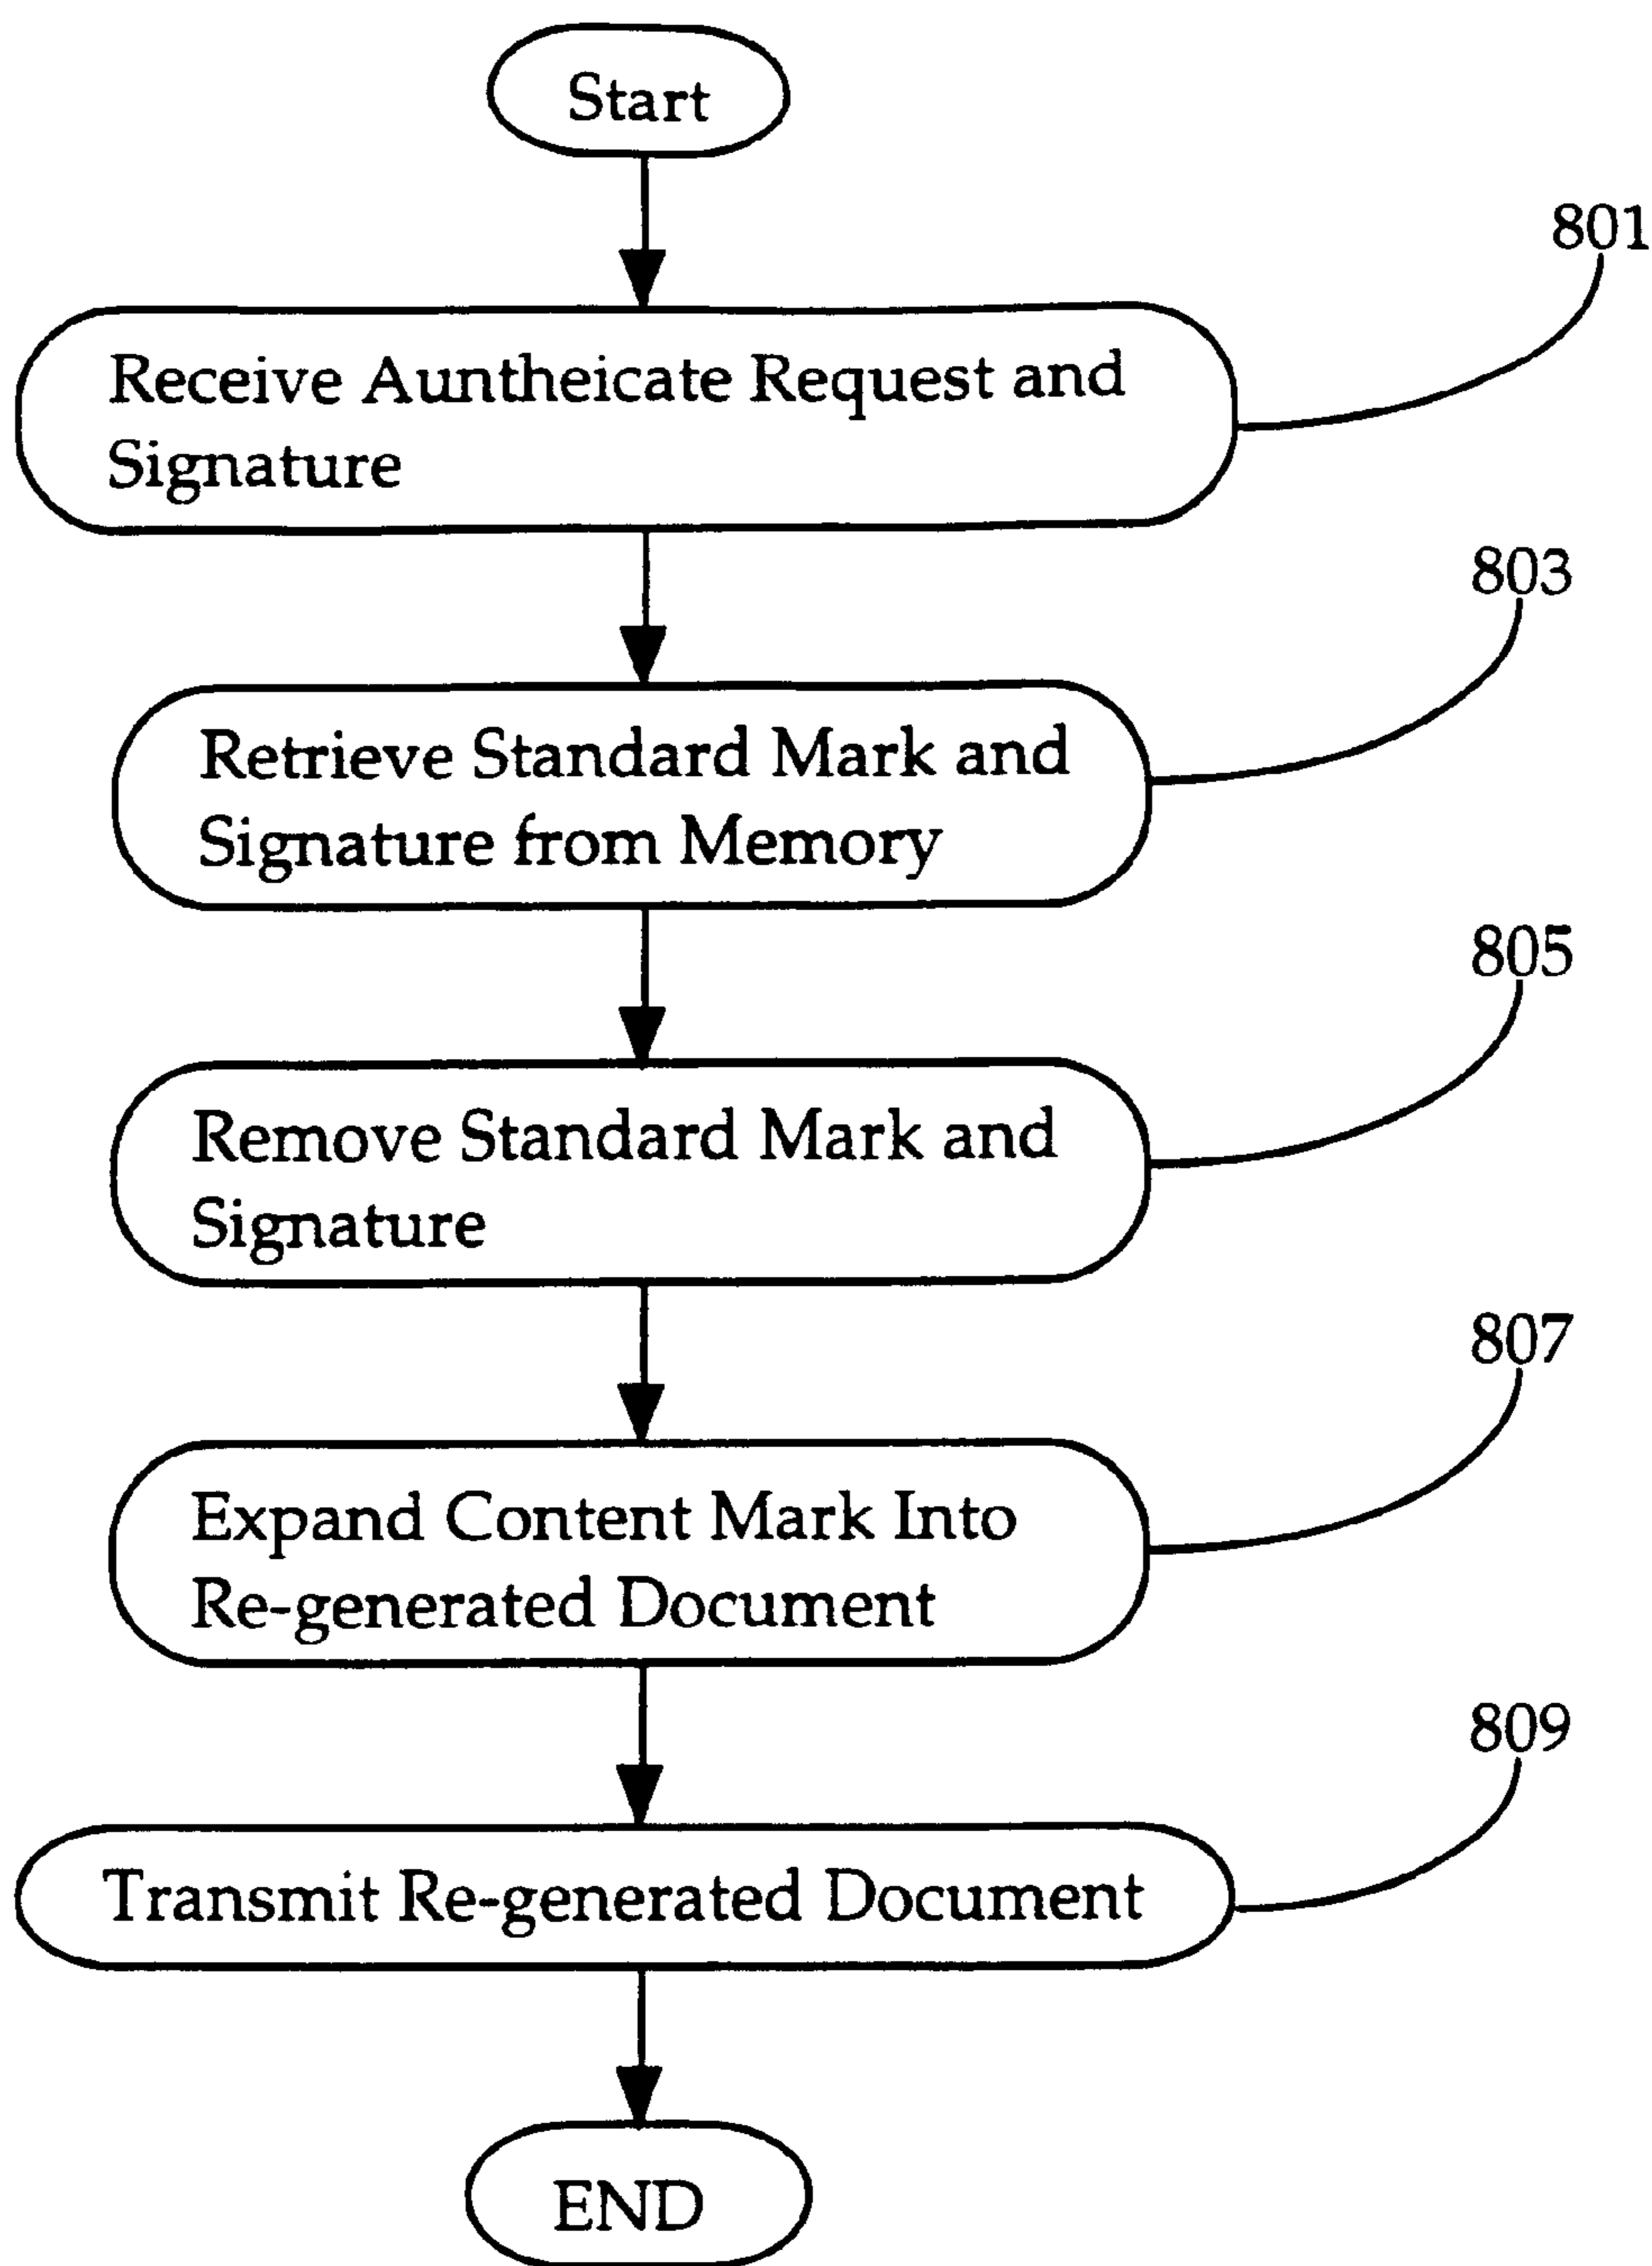 Start
801
Receive Auntheicate Request and
Signature
803
Retrieve Standard Mark and
Signature from Memory
805
Remove Standard Mark and
Signature
807
Expand Content Mark Into
Re-generated Document
809
Transmit Re-generated Document
END